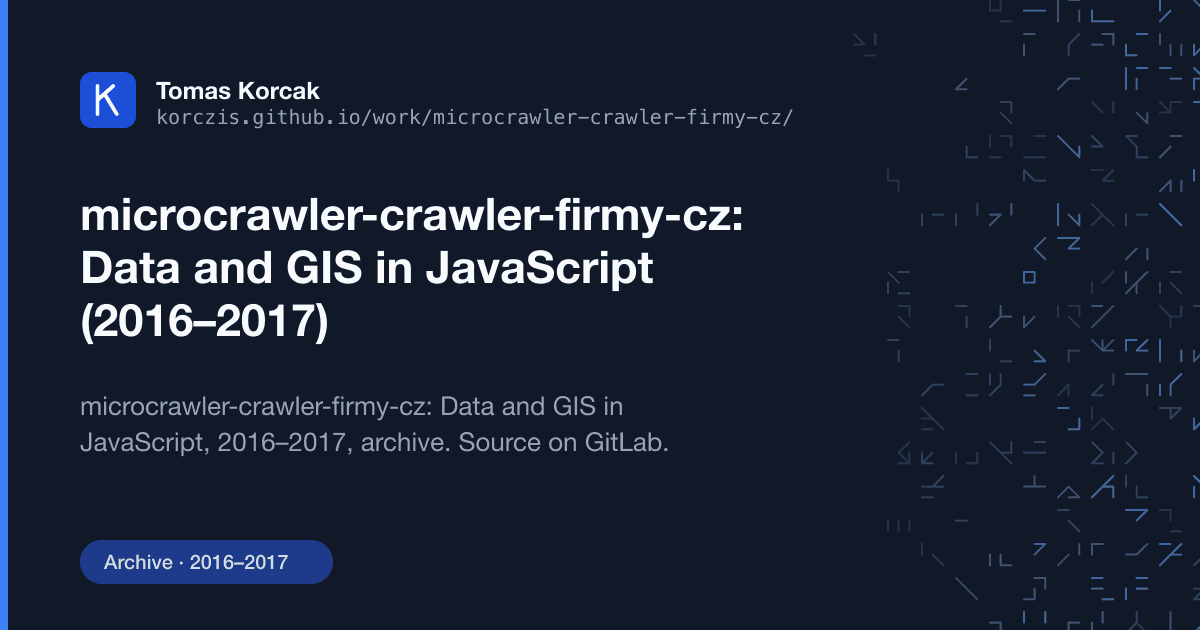 K
Tomas Korcak
korczis.github.io/work/microcrawler-crawler-firmy-cz/
microcrawler-crawler-firmy-cz:
Data and GIS in JavaScript
(2016–2017)
microcrawler-crawler-firmy-cz: Data and GIS in
JavaScript, 2016–2017, archive. Source on GitLab.
Archive · 2016–2017